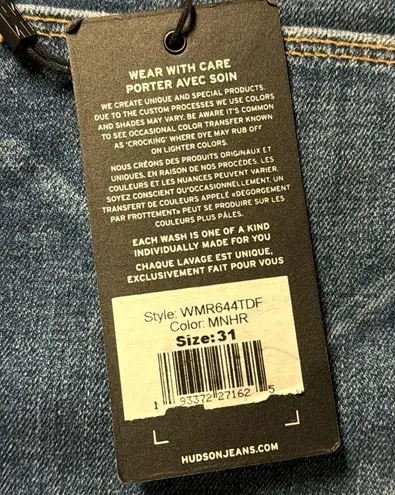 WEAR WITH CARE
PORTER AVEC SOIN
WE CREATE UNIQUE AND SPECIAL PRODUCTS.
DUE TO THE CUSTOM PROCESSES WE USE COLORS
AND SHADES MAY VARY. BE AWARE IT'S COMMON
TO SEE OCCASIONAL COLOR TRANSFER KNOWN
AS 'CROCKING' WHERE DYE MAY RUB OFF
ON LIGHTER COLORS.
NOUS CRÉONS DES PRODUITS ORIGINAUX ET
UNIQUES. EN RAISON DE NOS PROCÉDÉS, LES
COULEURS ET LES NUANCES PEUVENT VARIER.
SOYEZ CONSCIENT QU'OCCASIONNELLEMENT, UN
TRANSFERT DE COULEURS APPELÉ «DÉGORGEMENT
PAR FROTTEMENT» PEUT SE PRODUIRE SUR LES
COULEURS PLUS PÂLES.
EACH WASH IS ONE OF A KIND
INDIVIDUALLY MADE FOR YOU
CHAQUE LAVAGE EST UNIQUE,
EXCLUSIVEMENT FAIT POUR VOUS
Style: WMR644TDF
Color: MNHR
Size:31
1 93372 27162 5
HUDSONJEANS.COM